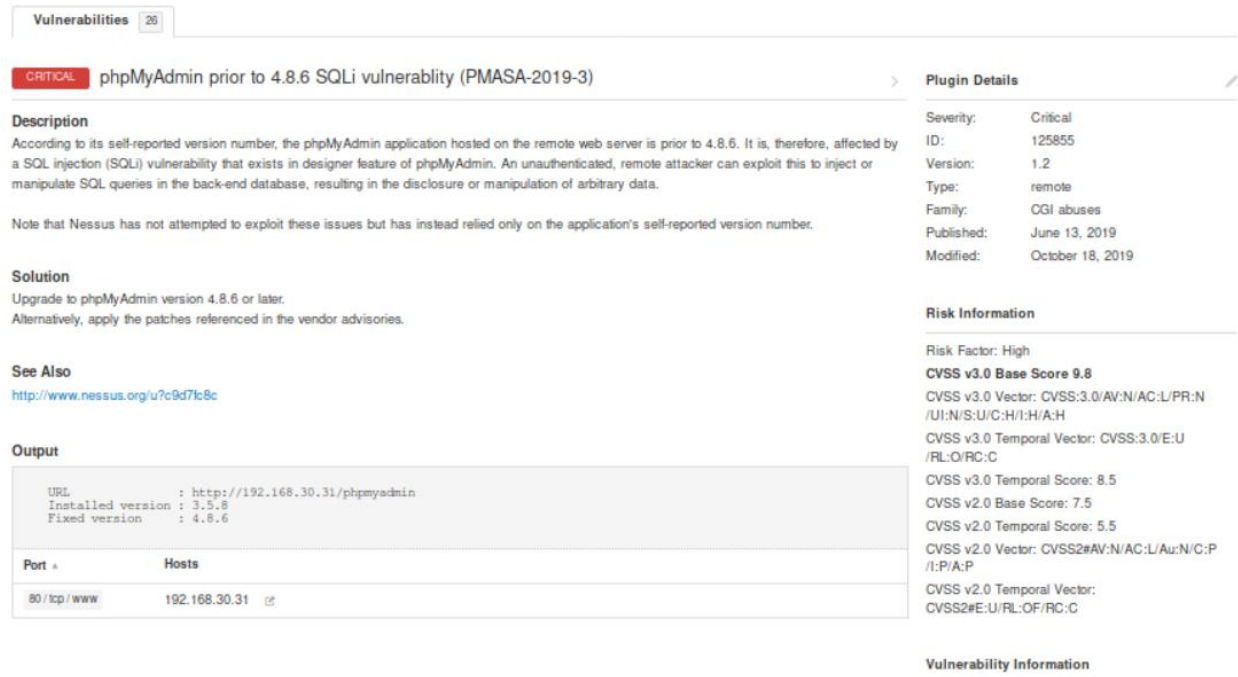 Vulnerabilities 26
CRITICAL phpMyAdmin prior to 4.8.6 SQLi vulnerablity (PMASA-2019-3)
Description
According to its self-reported version number, the phpMyAdmin application hosted on the remote web server is prior to 4.8.6. It is, therefore, affected by
a SQL injection (SQLi) vulnerability that exists in designer feature of phpMyAdmin. An unauthenticated, remote attacker can exploit this to inject or
manipulate SQL queries in the back-end database, resulting in the disclosure or manipulation of arbitrary data.
Note that Nessus has not attempted to exploit these issues but has instead relied only on the application's self-reported version number.
Solution
Upgrade to phpMyAdmin version 4.8.6 or later.
Alternatively, apply the patches referenced in the vendor advisories.
See Also
http://www.nessus.org/u?c9d7fc8c
Output
URL : http://192.168.30.31/phpmyadmin
Installed version : 3.5.8
Fixed version : 4.8.6
Port Hosts
80 / tcp / www 192.168.30.31
Plugin Details
Severity: Critical
ID: 125855
Version: 1.2
Type: remote
Family: CGI abuses
Published: June 13, 2019
Modified: October 18, 2019
Risk Information
Risk Factor: High
CVSS v3.0 Base Score 9.8
CVSS v3.0 Vector: CVSS:3.0/AV:N/AC:L/PR:N
/UI:N/S:U/C:H/I:H/A:H
CVSS v3.0 Temporal Vector: CVSS:3.0/E:U
/RL:O/RC:C
CVSS v3.0 Temporal Score: 8.5
CVSS v2.0 Base Score: 7.5
CVSS v2.0 Temporal Score: 5.5
CVSS v2.0 Vector: CVSS2#AV:N/AC:L/Au:N/C:P
/I:P/A:P
CVSS v2.0 Temporal Vector:
CVSS2#E:U/RL:OF/RC:C
Vulnerability Information